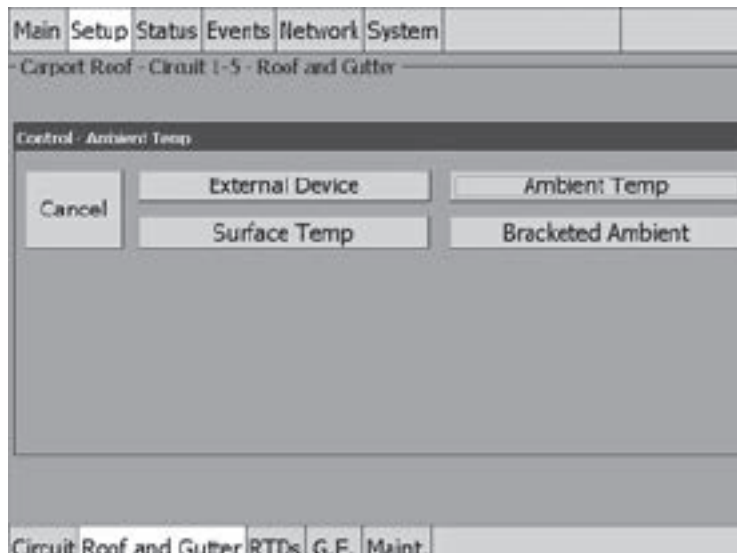 Main Setup Status Events Network System
Carport Roof - Circuit 1-5 - Roof and Gutter
Control - Ambient Temp
Cancel
External Device
Ambient Temp
Surface Temp
Bracketed Ambient
Circuit Roof and Gutter RTDs G.F. Maint